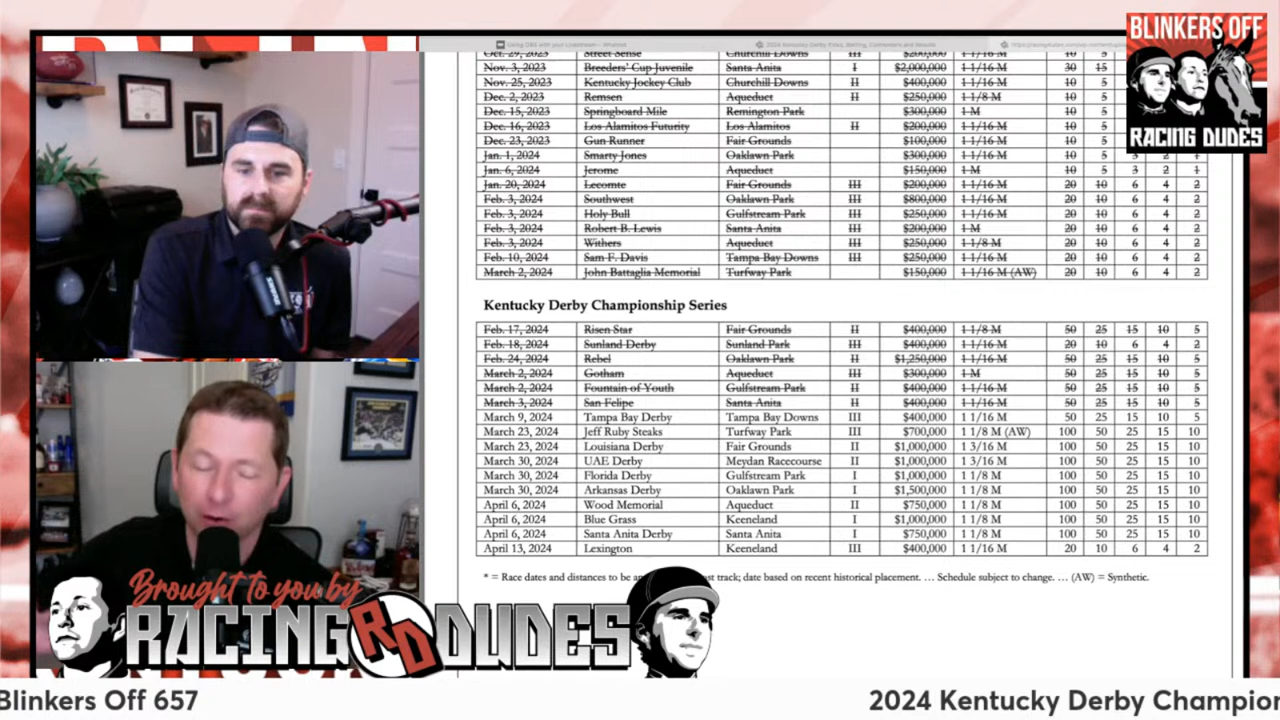 BLINKERS OFF
RACING DUDES
Oct. 29, 2023 Street Sense Churchill Downs III $200,000 1 1/16 M 10 5
Nov. 3, 2023 Breeders' Cup Juvenile Santa Anita I $2,000,000 1 1/16 M 30 15
Nov. 25, 2023 Kentucky Jockey Club Churchill Downs II $400,000 1 1/16 M 10 5
Dec. 2, 2023 Remsen Aqueduct II $250,000 1 1/8 M 10 5
Dec. 15, 2023 Springboard Mile Remington Park $300,000 1 M 10 5
Dec. 16, 2023 Los Alamitos Futurity Los Alamitos II $200,000 1 1/16 M 10 5
Dec. 23, 2023 Gun Runner Fair Grounds $100,000 1 1/16 M 10 5
Jan. 1, 2024 Smarty Jones Oaklawn Park $300,000 1 1/16 M 10 5 3 2 1
Jan. 6, 2024 Jerome Aqueduct $150,000 1 M 10 5 3 2 1
Jan. 20, 2024 Lecomte Fair Grounds III $200,000 1 1/16 M 20 10 6 4 2
Feb. 3, 2024 Southwest Oaklawn Park III $800,000 1 1/16 M 20 10 6 4 2
Feb. 3, 2024 Holy Bull Gulfstream Park III $250,000 1 1/16 M 20 10 6 4 2
Feb. 3, 2024 Robert B. Lewis Santa Anita III $200,000 1 M 20 10 6 4 2
Feb. 3, 2024 Withers Aqueduct III $250,000 1 1/8 M 20 10 6 4 2
Feb. 10, 2024 Sam F. Davis Tampa Bay Downs III $250,000 1 1/16 M 20 10 6 4 2
March 2, 2024 John Battaglia Memorial Turfway Park $150,000 1 1/16 M (AW) 20 10 6 4 2
Kentucky Derby Championship Series
Feb. 17, 2024 Risen Star Fair Grounds II $400,000 1 1/8 M 50 25 15 10 5
Feb. 18, 2024 Sunland Derby Sunland Park III $400,000 1 1/16 M 20 10 6 4 2
Feb. 24, 2024 Rebel Oaklawn Park II $1,250,000 1 1/16 M 50 25 15 10 5
March 2, 2024 Gotham Aqueduct III $300,000 1 M 50 25 15 10 5
March 2, 2024 Fountain of Youth Gulfstream Park II $400,000 1 1/16 M 50 25 15 10 5
March 3, 2024 San Felipe Santa Anita II $400,000 1 1/16 M 50 25 15 10 5
March 9, 2024 Tampa Bay Derby Tampa Bay Downs III $400,000 1 1/16 M 50 25 15 10 5
March 23, 2024 Jeff Ruby Steaks Turfway Park III $700,000 1 1/8 M (AW) 100 50 25 15 10
March 23, 2024 Louisiana Derby Fair Grounds II $1,000,000 1 3/16 M 100 50 25 15 10
March 30, 2024 UAE Derby Meydan Racecourse II $1,000,000 1 3/16 M 100 50 25 15 10
March 30, 2024 Florida Derby Gulfstream Park I $1,000,000 1 1/8 M 100 50 25 15 10
March 30, 2024 Arkansas Derby Oaklawn Park I $1,500,000 1 1/8 M 100 50 25 15 10
April 6, 2024 Wood Memorial Aqueduct II $750,000 1 1/8 M 100 50 25 15 10
April 6, 2024 Blue Grass Keeneland I $1,000,000 1 1/8 M 100 50 25 15 10
April 6, 2024 Santa Anita Derby Santa Anita I $750,000 1 1/8 M 100 50 25 15 10
April 13, 2024 Lexington Keeneland III $400,000 1 1/16 M 20 10 6 4 2
* = Race dates and distances to be an ost track; date based on recent historical placement. … Schedule subject to change. … (AW) = Synthetic.
Brought to you by
RACING RD DUDES
Blinkers Off 657
2024 Kentucky Derby Champion